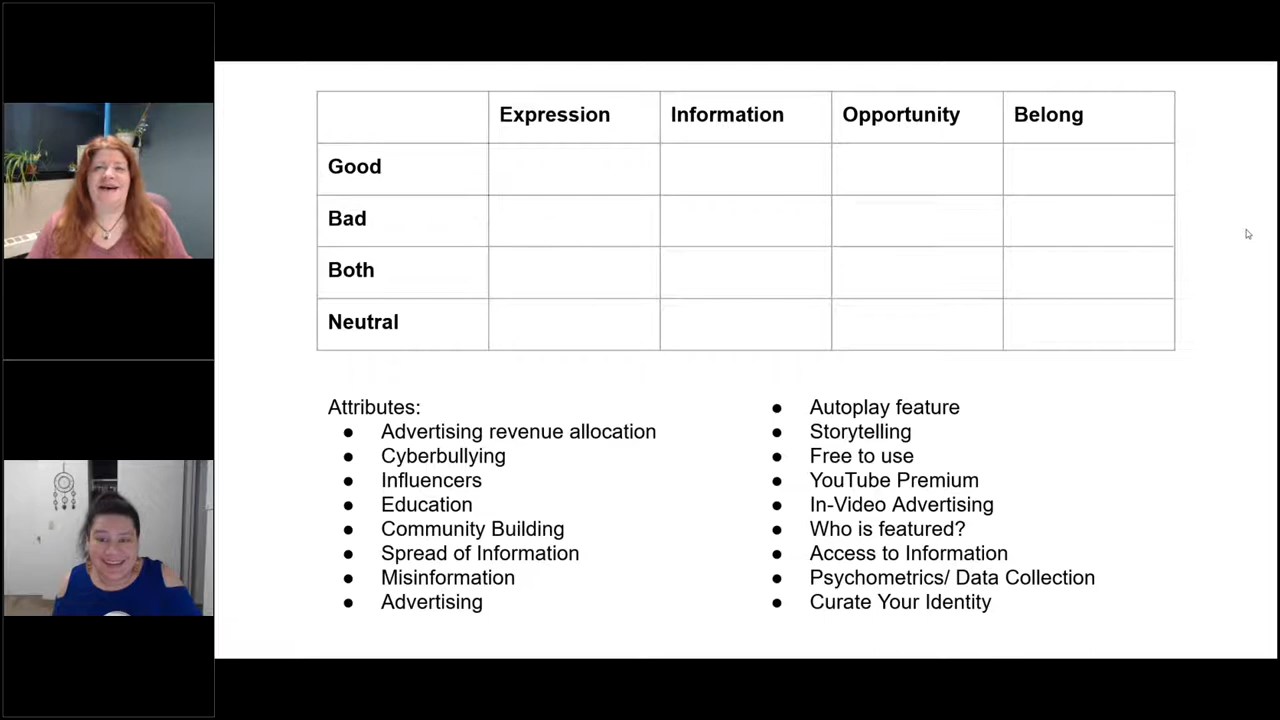 Expression Information Opportunity Belong
Good
Bad
Both
Neutral
Attributes:
● Advertising revenue allocation
● Cyberbullying
● Influencers
● Education
● Community Building
● Spread of Information
● Misinformation
● Advertising
● Autoplay feature
● Storytelling
● Free to use
● YouTube Premium
● In-Video Advertising
● Who is featured?
● Access to Information
● Psychometrics/ Data Collection
● Curate Your Identity